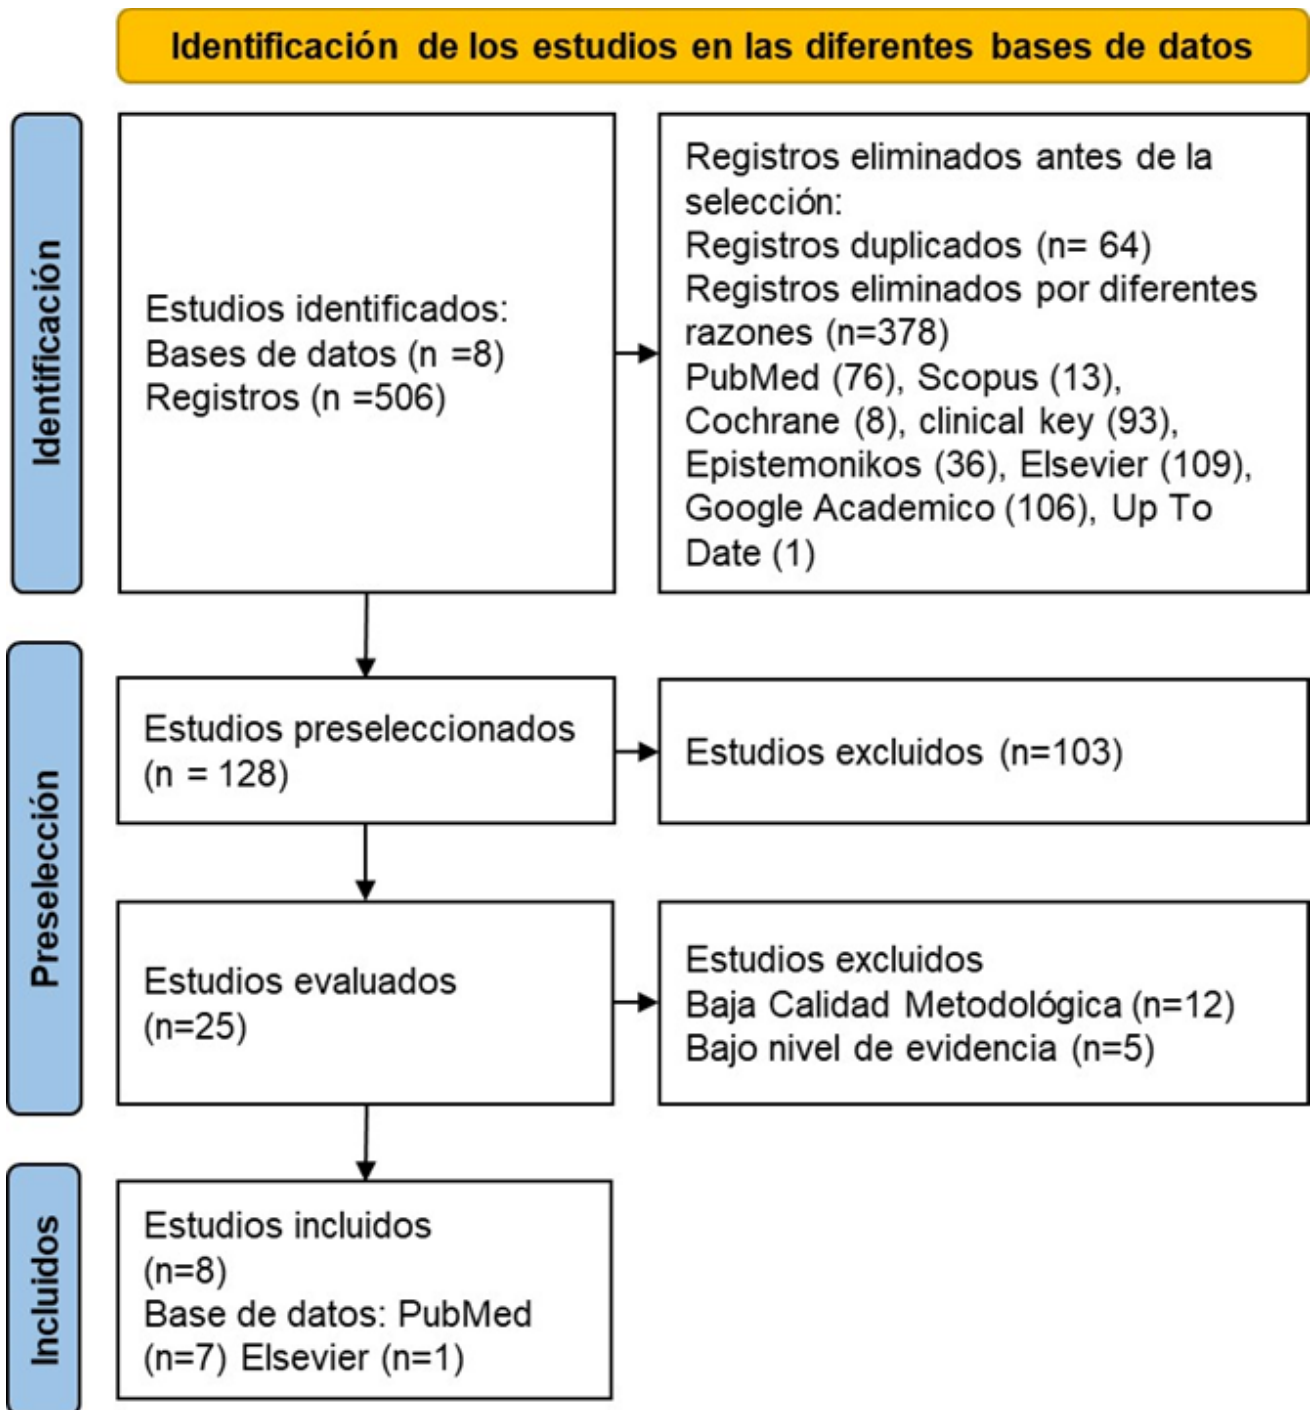 Identificación de los estudios en las diferentes bases de datos
Identificación
Estudios identificados:
Bases de datos (n =8)
Registros (n =506)
Registros eliminados antes de la
selección:
Registros duplicados (n= 64)
Registros eliminados por diferentes
razones (n=378)
PubMed (76), Scopus (13),
Cochrane (8), clinical key (93),
Epistemonikos (36), Elsevier (109),
Google Academico (106), Up To
Date (1)
Preselección
Estudios preseleccionados
(n = 128)
Estudios excluidos (n=103)
Estudios evaluados
(n=25)
Estudios excluidos
Baja Calidad Metodológica (n=12)
Bajo nivel de evidencia (n=5)
Incluidos
Estudios incluidos
(n=8)
Base de datos: PubMed
(n=7) Elsevier (n=1)